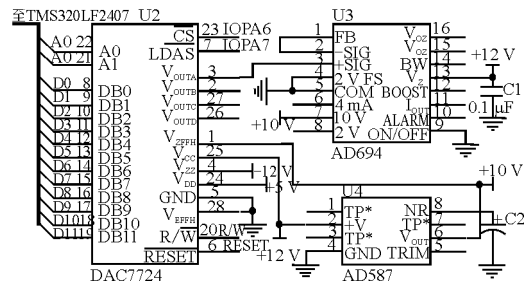 至TMS320LF2407
U2
A0 22 A0
A0 21 A1
D0 8 DB0
D1 9 DB1
D2 10 DB2
D3 11 DB3
D4 12 DB4
D5 13 DB5
D6 14 DB6
D7 15 DB7
D8 16 DB8
D9 17 DB9
D10 18 DB10
D11 19 DB11
CS 23 IOPA6
LDAS 7 IOPA7
VOUTA 3
VOUTB 2
VOUTC 27
VOUTD 26
VZFFH 1
VCC 25
VZZ 4 -12 V
VDD 24 +5 V
GND 5
VEFFH 28
R/W 20 R/W
RESET 6 RESET
DAC7724
U3
1 FB
2 -SIG
3 +SIG
4 2 V FS
5 COM
6 4 mA
7 10 V
8 2 V
VOZ 16
VOZ 15
BW 14
VZ 13
BOOST 12
IOUT 11
ALARM 10
ON/OFF 9
AD694
+10 V
+12 V
C1
0.1 μF
+10 V
U4
1 TP*
2 +V
3 TP*
4 GND
NR 8
TP* 7
VOUT 6
TRIM 5
AD587
+12 V
+ C2